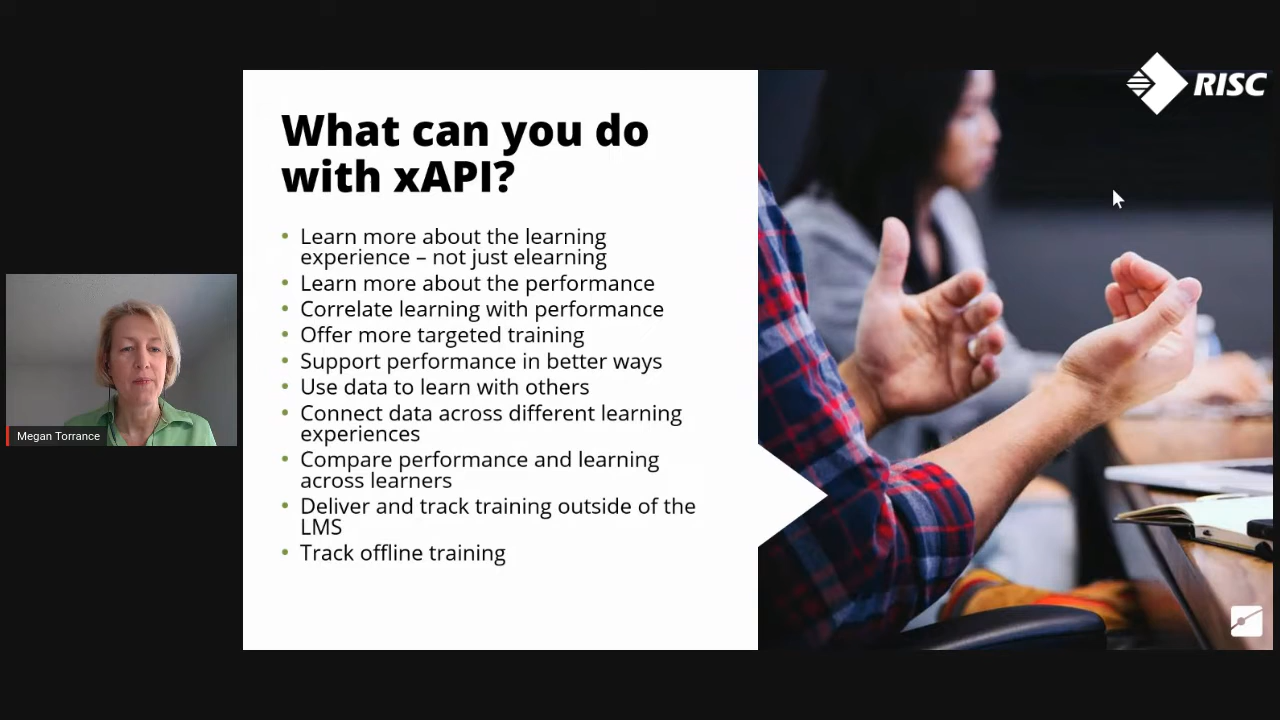 RISC
What can you do
with xAPI?
• Learn more about the learning
experience – not just elearning
• Learn more about the performance
• Correlate learning with performance
• Offer more targeted training
• Support performance in better ways
• Use data to learn with others
• Connect data across different learning
experiences
• Compare performance and learning
across learners
• Deliver and track training outside of the
LMS
• Track offline training
Megan Torrance